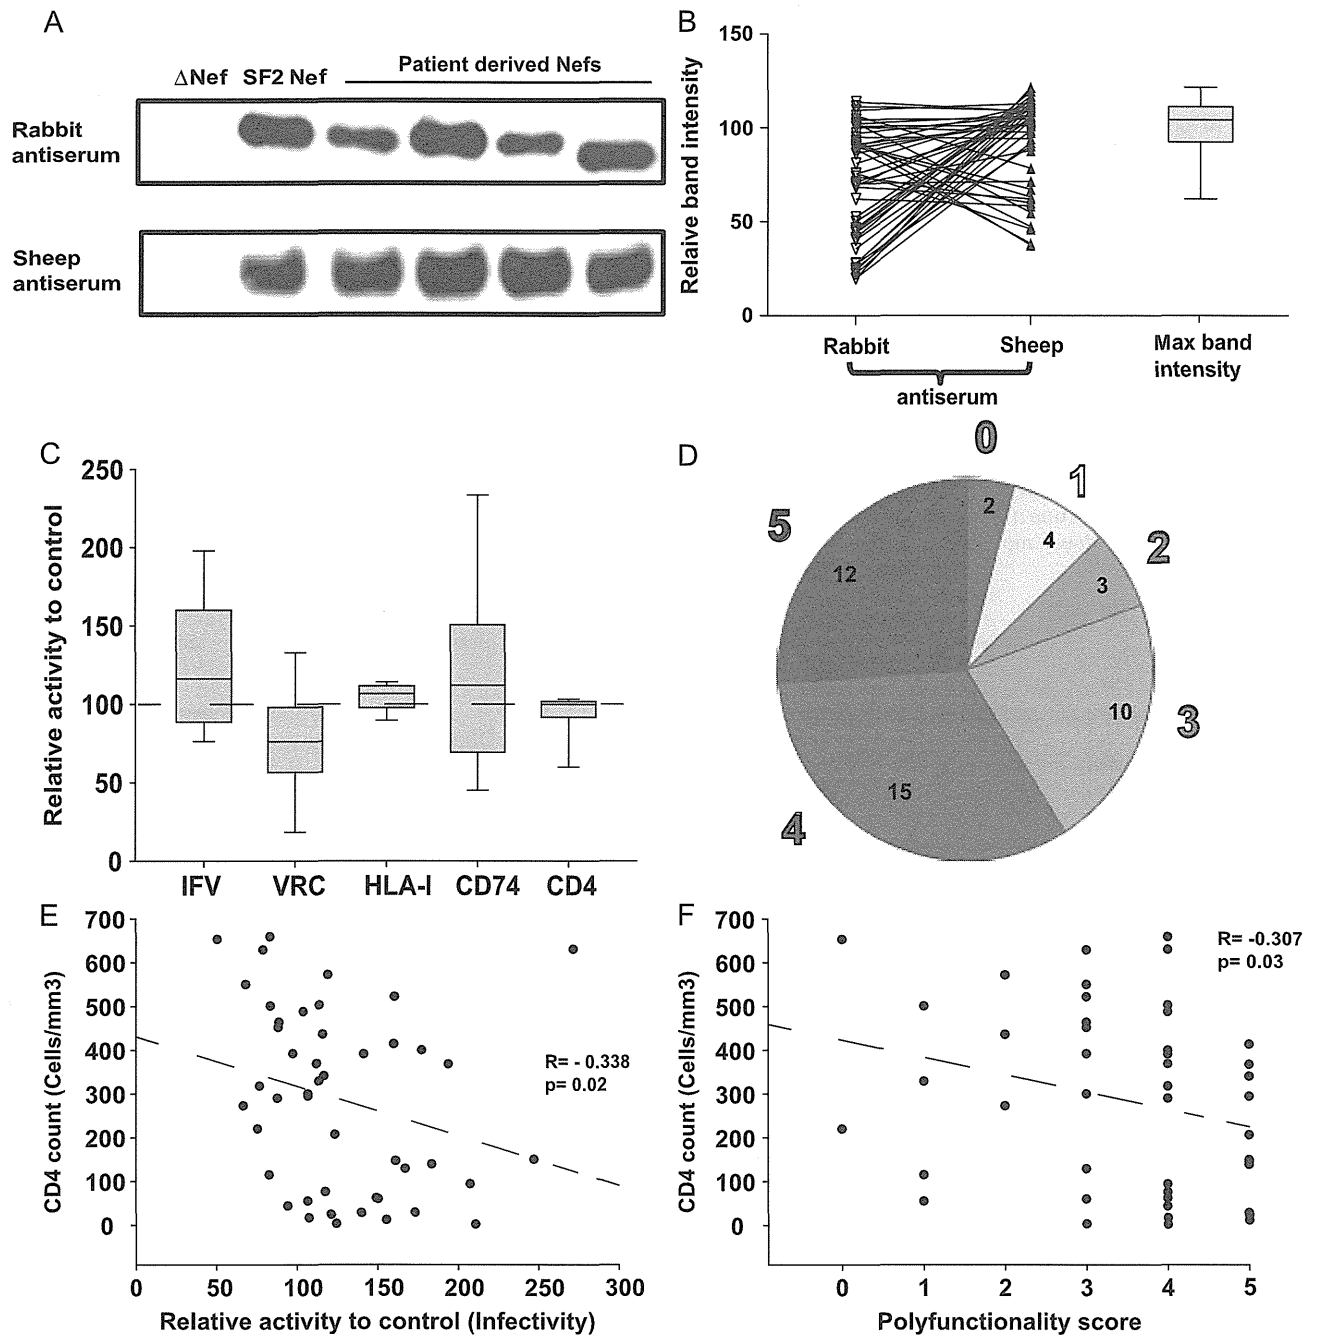 A
ΔNef SF2 Nef Patient derived Nefs
Rabbit
antiserum
Sheep
antiserum
B
Relaive band intensity
150
100
50
0
Rabbit
Sheep
antiserum
Max band
intensity
C
Relative activity to control
250
200
150
100
50
0
IFV
VRC
HLA-I
CD74
CD4
D
0
1
2
3
4
5
2
4
3
10
15
12
E
CD4 count (Cells/mm3)
700
600
500
400
300
200
100
0
R= - 0.338
p= 0.02
0 50 100 150 200 250 300
Relative activity to control (Infectivity)
F
CD4 count (Cells/mm3)
700
600
500
400
300
200
100
0
R= -0.307
p= 0.03
0 1 2 3 4 5
Polyfunctionality score